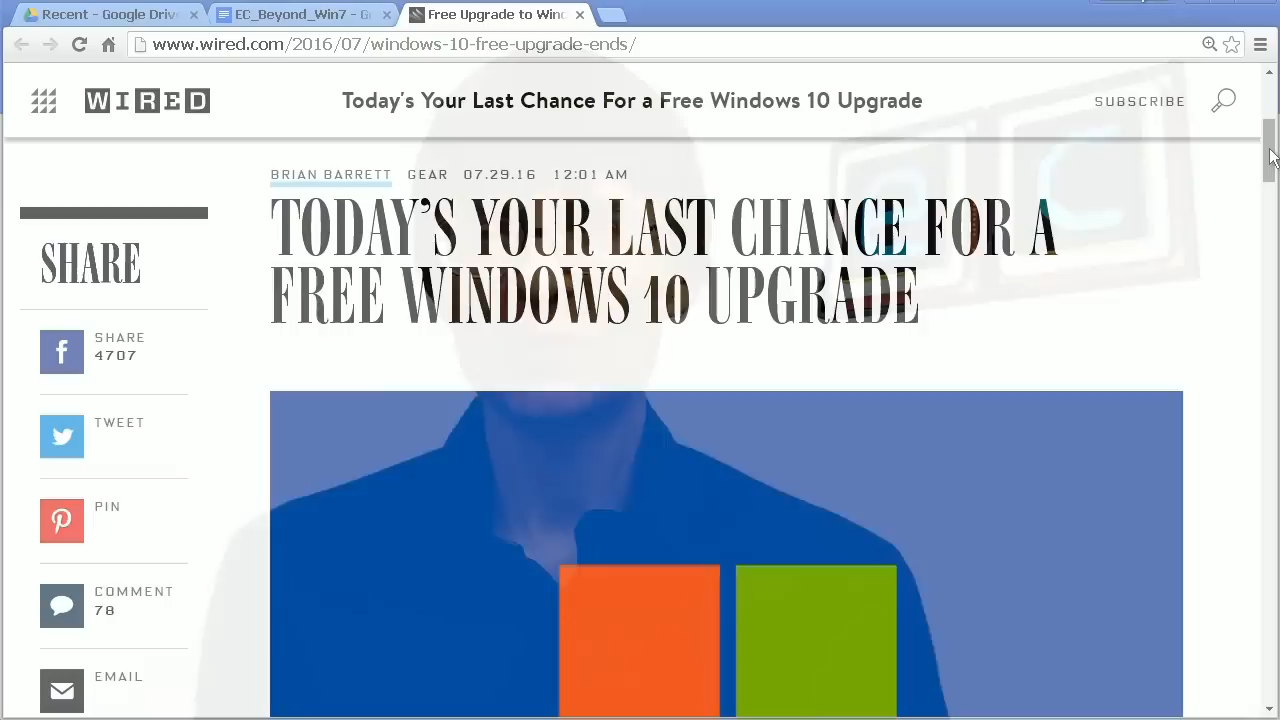 Recent - Google Driv
EC_Beyond_Win7 - G
Free Upgrade to Win
www.wired.com/2016/07/windows-10-free-upgrade-ends/
WIRED
Today's Your Last Chance For a Free Windows 10 Upgrade
SUBSCRIBE
BRIAN BARRETT GEAR 07.29.16 12:01 AM
TODAY'S YOUR LAST CHANCE FOR A
FREE WINDOWS 10 UPGRADE
SHARE
SHARE
4707
TWEET
PIN
COMMENT
78
EMAIL